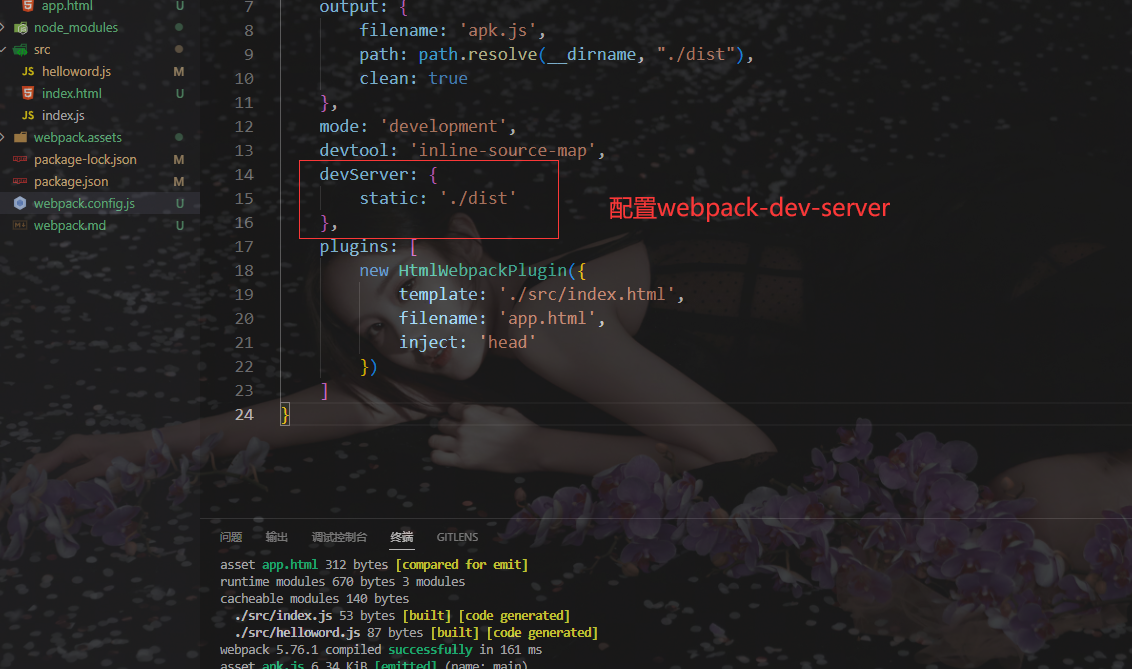 app.html U
node_modules
src
JS helloword.js M
index.html U
JS index.js
webpack.assets
package-lock.json M
package.json M
webpack.config.js U
webpack.md U
7 output: {
8 filename: 'apk.js',
9 path: path.resolve(__dirname, "./dist"),
10 clean: true
11 },
12 mode: 'development',
13 devtool: 'inline-source-map',
14 devServer: {
15 static: './dist'
16 },
配置webpack-dev-server
17 plugins: [
18 new HtmlWebpackPlugin({
19 template: './src/index.html',
20 filename: 'app.html',
21 inject: 'head'
22 })
23 ]
24 }
问题 输出 调试控制台 终端 GITLENS
asset app.html 312 bytes [compared for emit]
runtime modules 670 bytes 3 modules
cacheable modules 140 bytes
./src/index.js 53 bytes [built] [code generated]
./src/helloword.js 87 bytes [built] [code generated]
webpack 5.76.1 compiled successfully in 161 ms
asset apk.js 6.34 KiB [emitted] (name: main)